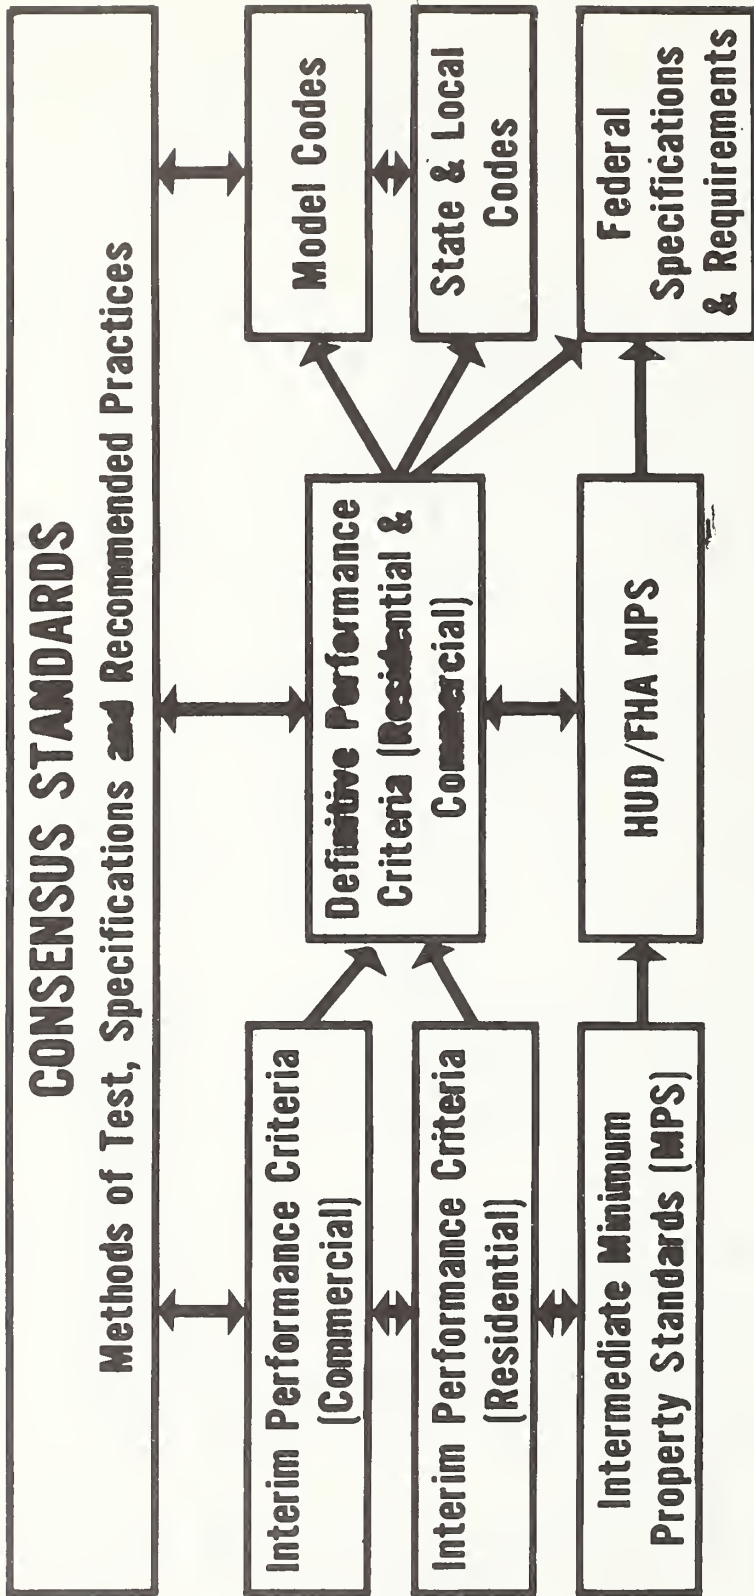 CONSENSUS STANDARDS
Methods of Test, Specifications and Recommended Practices
Interim Performance Criteria
(Commercial)
Interim Performance Criteria
(Residential)
Intermediate Minimum
Property Standards (MPS)
Definitive Performance
Criteria (Residential &
Commercial)
HUD/FHA MPS
Model Codes
State & Local
Codes
Federal
Specifications
& Requirements